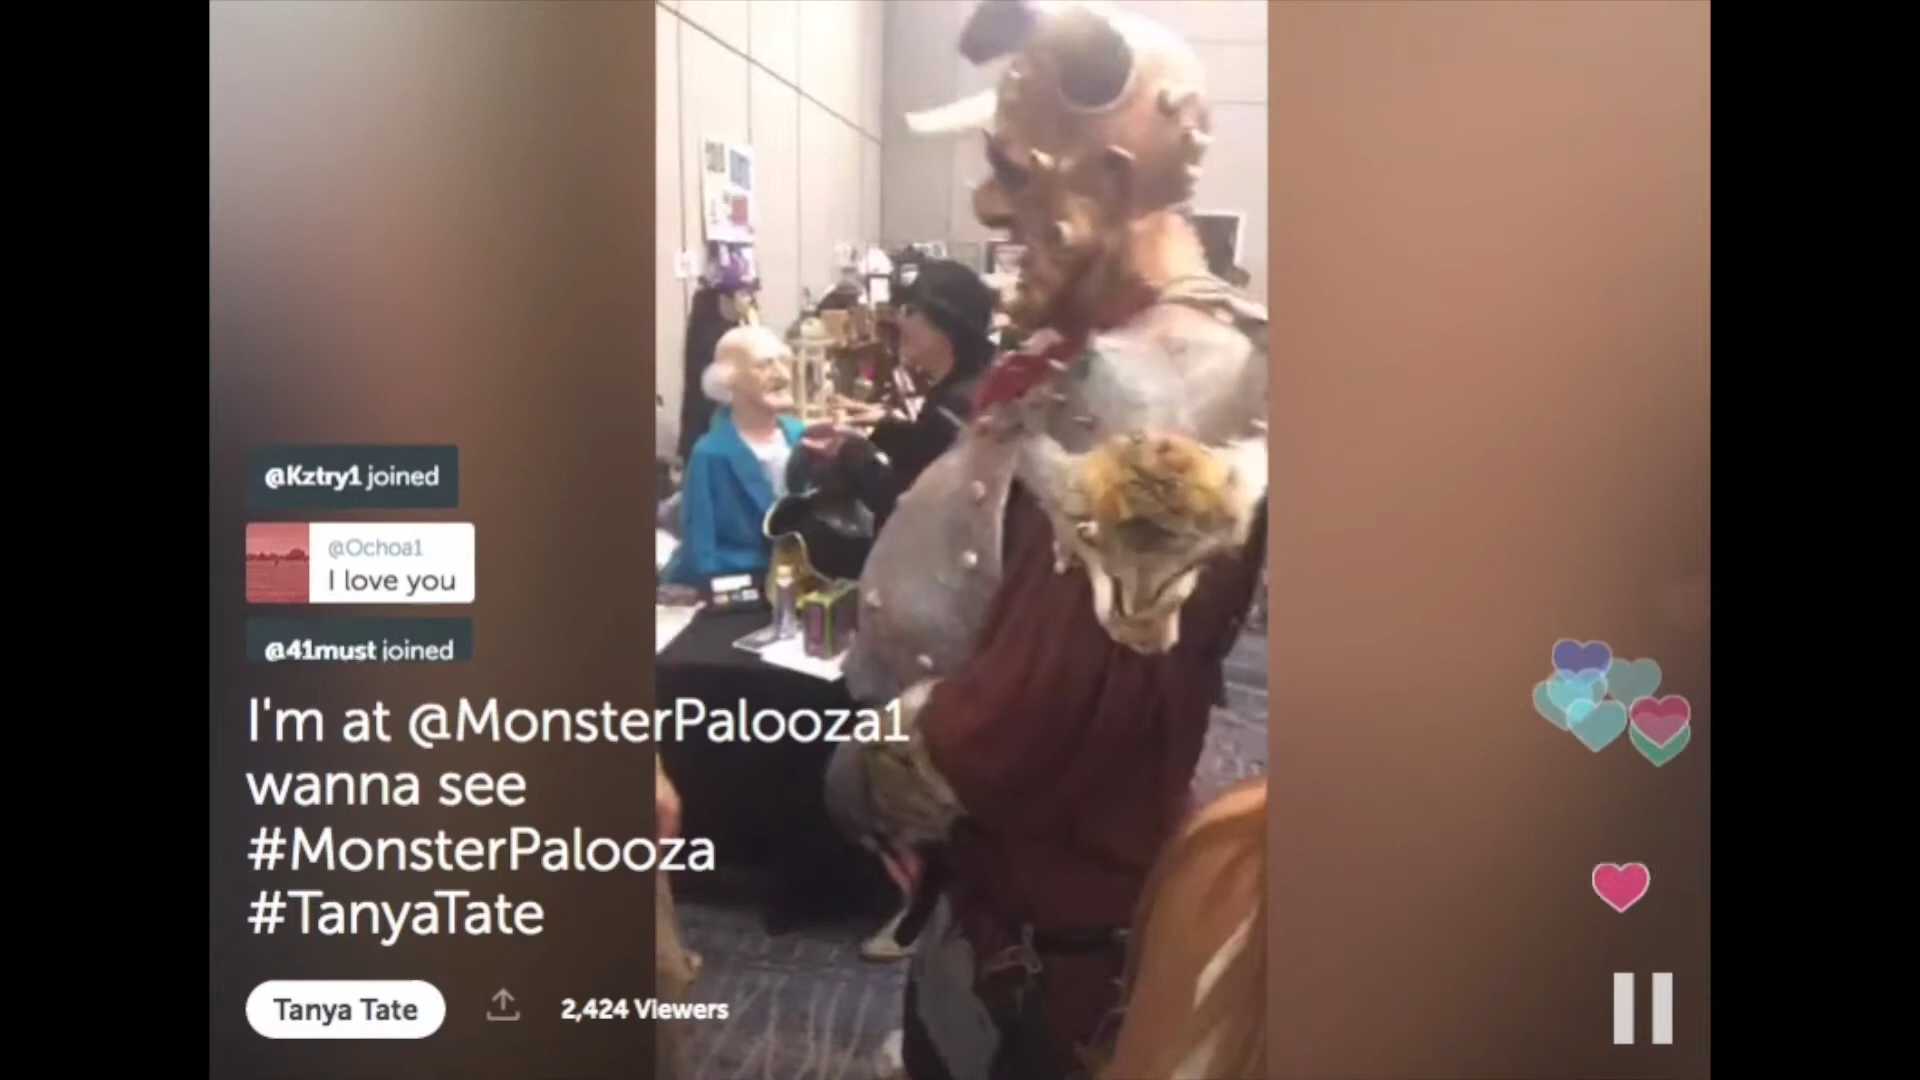 @Kztry1 joined
@Ochoa1
I love you
@41must joined
I'm at @MonsterPalooza1
wanna see
#MonsterPalooza
#TanyaTate
Tanya Tate
2,424 Viewers